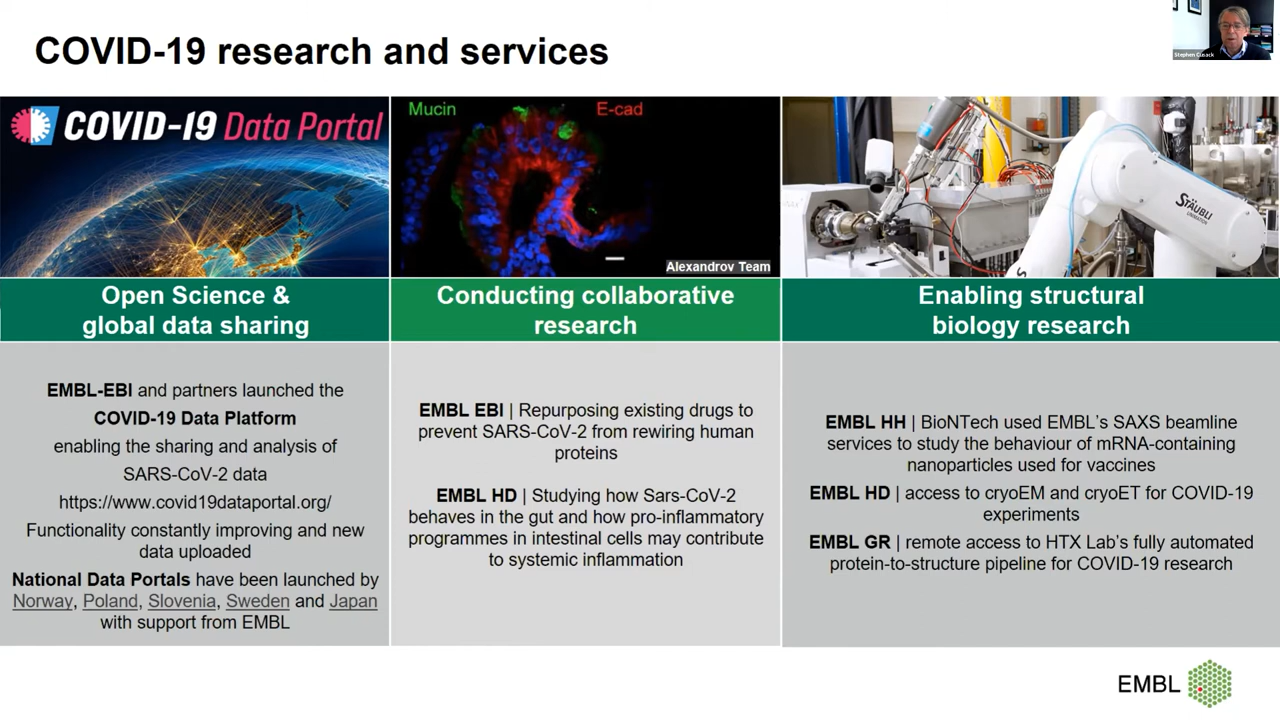 COVID-19 research and services
Stephen Cusack
COVID-19 Data Portal
Mucin
E-cad
Alexandrov Team
STÄUBLI
Open Science &
global data sharing
Conducting collaborative
research
Enabling structural
biology research
EMBL-EBI and partners launched the
COVID-19 Data Platform
enabling the sharing and analysis of
SARS-CoV-2 data
https://www.covid19dataportal.org/
Functionality constantly improving and new
data uploaded
National Data Portals have been launched by
Norway, Poland, Slovenia, Sweden and Japan
with support from EMBL
EMBL EBI | Repurposing existing drugs to
prevent SARS-CoV-2 from rewiring human
proteins
EMBL HD | Studying how Sars-CoV-2
behaves in the gut and how pro-inflammatory
programmes in intestinal cells may contribute
to systemic inflammation
EMBL HH | BioNTech used EMBL's SAXS beamline
services to study the behaviour of mRNA-containing
nanoparticles used for vaccines
EMBL HD | access to cryoEM and cryoET for COVID-19
experiments
EMBL GR | remote access to HTX Lab's fully automated
protein-to-structure pipeline for COVID-19 research
EMBL